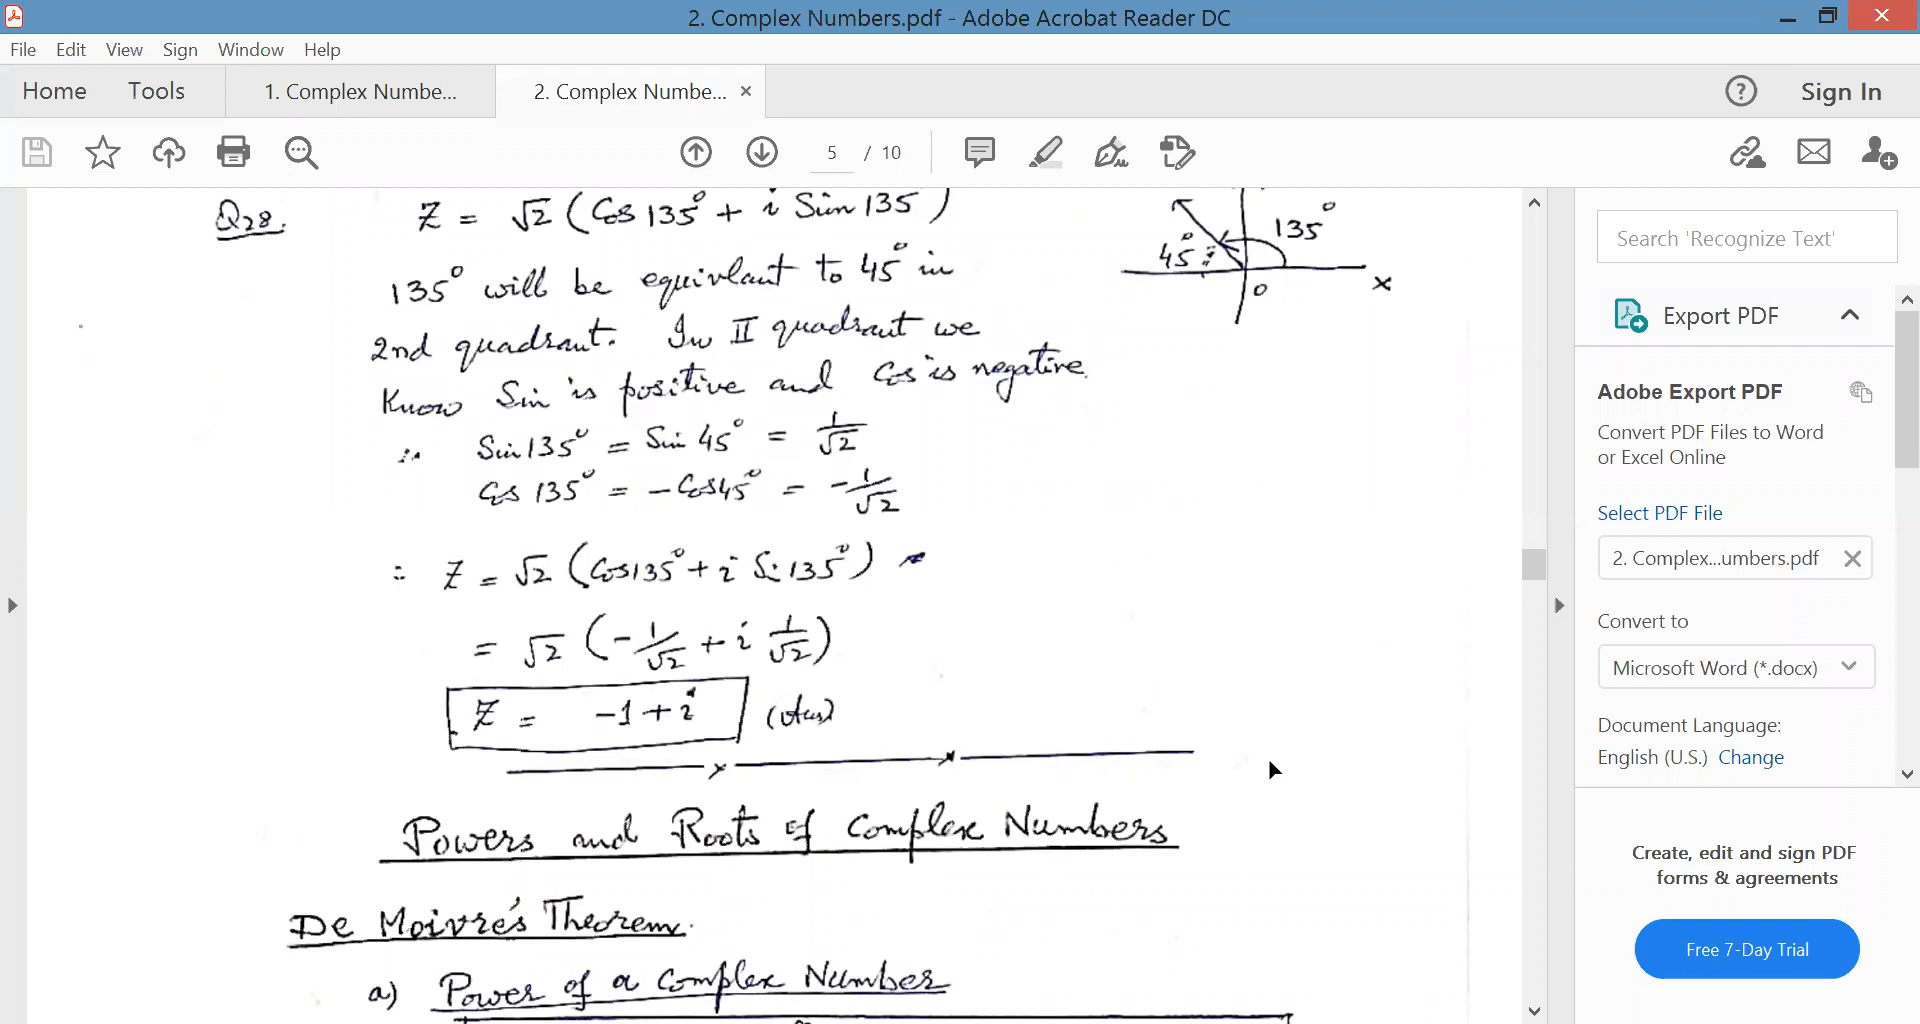 2. Complex Numbers.pdf - Adobe Acrobat Reader DC
File Edit View Sign Window Help
Home Tools 1. Complex Numbe... 2. Complex Numbe... Sign In
5 / 10
Q28. Z = √2 (Cos 135° + i Sin 135)
135° will be equivlant to 45° in
2nd quadrant. In II quadrant we
Know Sin is positive and Cos is negative.
∴ Sin 135° = Sin 45° = 1/√2
Cos 135° = - Cos 45° = - 1/√2
∴ Z = √2 (Cos 135° + i Sin 135°)
= √2 (- 1/√2 + i 1/√2)
Z = -1 + i (Ans)
Powers and Roots of Complex Numbers
De Moivre's Theorem.
a) Power of a Complex Number
135°
45°
O
x
Search 'Recognize Text'
Export PDF
Adobe Export PDF
Convert PDF Files to Word
or Excel Online
Select PDF File
2. Complex...umbers.pdf
Convert to
Microsoft Word (*.docx)
Document Language:
English (U.S.) Change
Create, edit and sign PDF
forms & agreements
Free 7-Day Trial